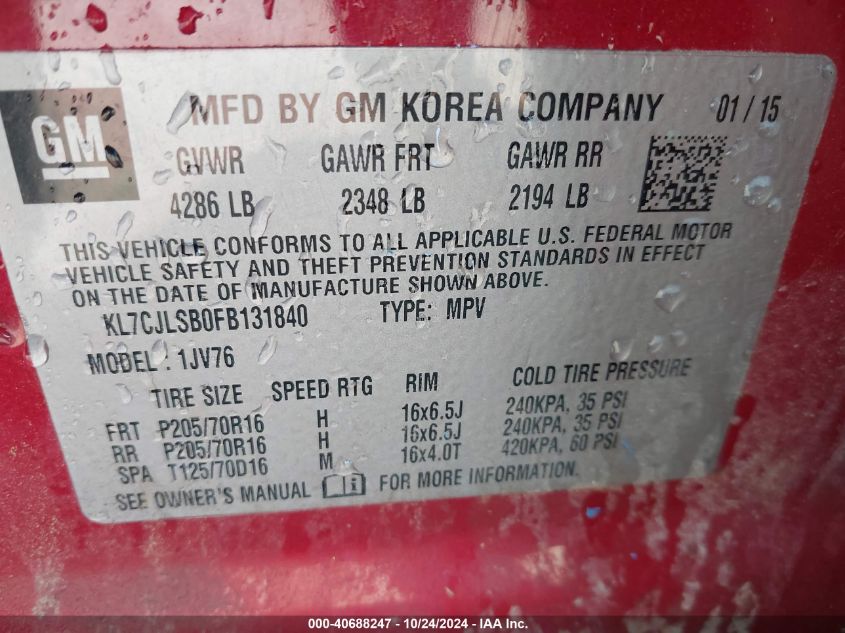 GM
MFD BY GM KOREA COMPANY 01 / 15
GVWR GAWR FRT GAWR RR
4286 LB 2348 LB 2194 LB
THIS VEHICLE CONFORMS TO ALL APPLICABLE U.S. FEDERAL MOTOR
VEHICLE SAFETY AND THEFT PREVENTION STANDARDS IN EFFECT
ON THE DATE OF MANUFACTURE SHOWN ABOVE.
KL7CJLSB0FB131840 TYPE: MPV
MODEL : 1JV76
TIRE SIZE SPEED RTG RIM COLD TIRE PRESSURE
FRT P205/70R16 H 16x6.5J 240KPA, 35 PSI
RR P205/70R16 H 16x6.5J 240KPA, 35 PSI
SPA T125/70D16 M 16x4.0T 420KPA, 60 PSI
SEE OWNER'S MANUAL FOR MORE INFORMATION.
000-40688247 - 10/24/2024 - IAA Inc.